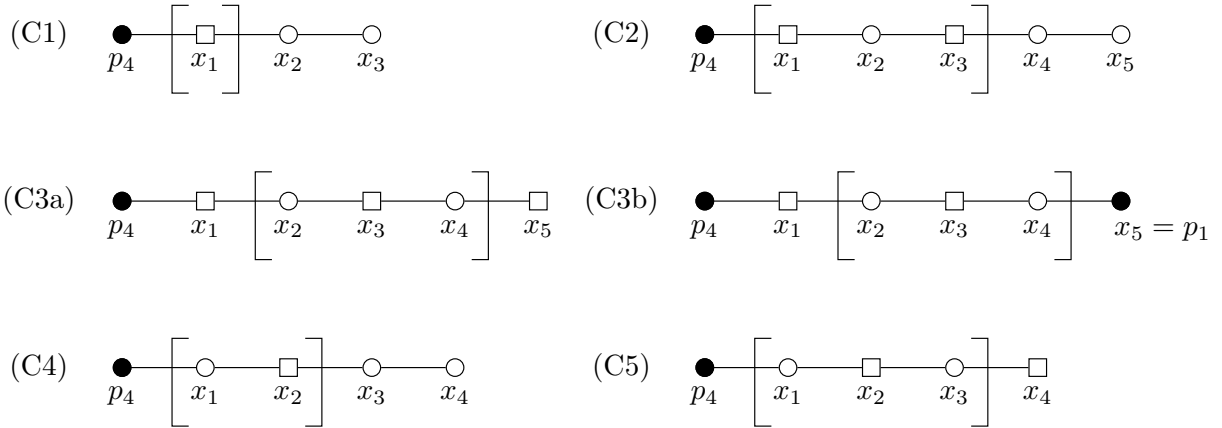 (C1) p₄ x₁ x₂ x₃
(C2) p₄ x₁ x₂ x₃ x₄ x₅
(C3a) p₄ x₁ x₂ x₃ x₄ x₅
(C3b) p₄ x₁ x₂ x₃ x₄ x₅ = p₁
(C4) p₄ x₁ x₂ x₃ x₄
(C5) p₄ x₁ x₂ x₃ x₄